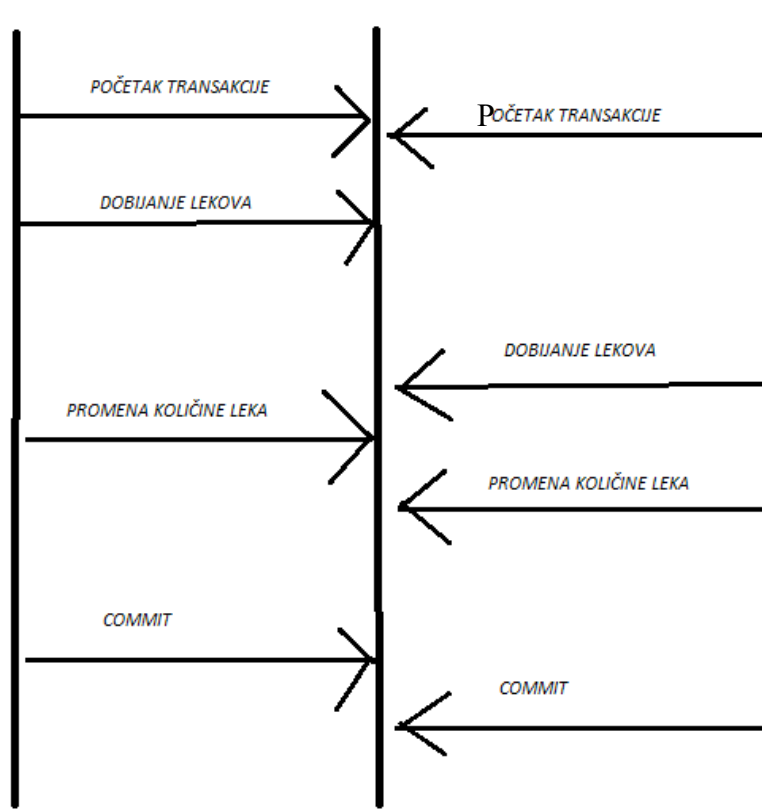 POČETAK TRANSAKCIJE
POČETAK TRANSAKCIJE
DOBIJANJE LEKOVA
DOBIJANJE LEKOVA
PROMENA KOLIČINE LEKA
PROMENA KOLIČINE LEKA
COMMIT
COMMIT